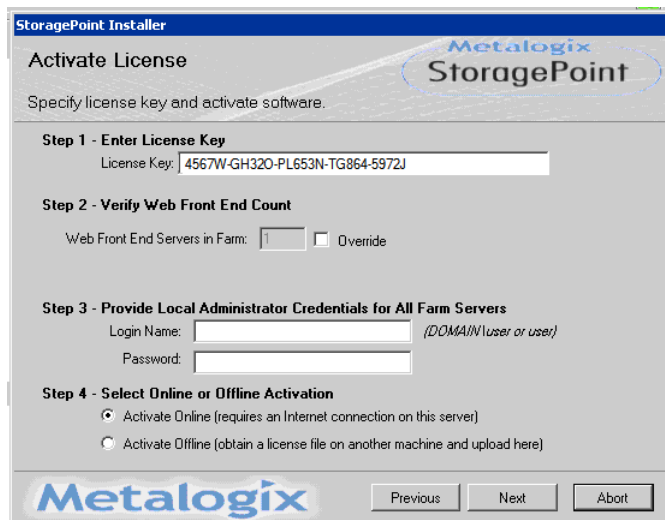 StoragePoint Installer
Activate License
Metalogix
StoragePoint
Specify license key and activate software.
Step 1 - Enter License Key
License Key: 4567W-GH32O-PL653N-TG864-5972J
Step 2 - Verify Web Front End Count
Web Front End Servers in Farm: 1 Override
Step 3 - Provide Local Administrator Credentials for All Farm Servers
Login Name: (DOMAIN\user or user)
Password:
Step 4 - Select Online or Offline Activation
Activate Online (requires an Internet connection on this server)
Activate Offline (obtain a license file on another machine and upload here)
Metalogix Previous Next Abort